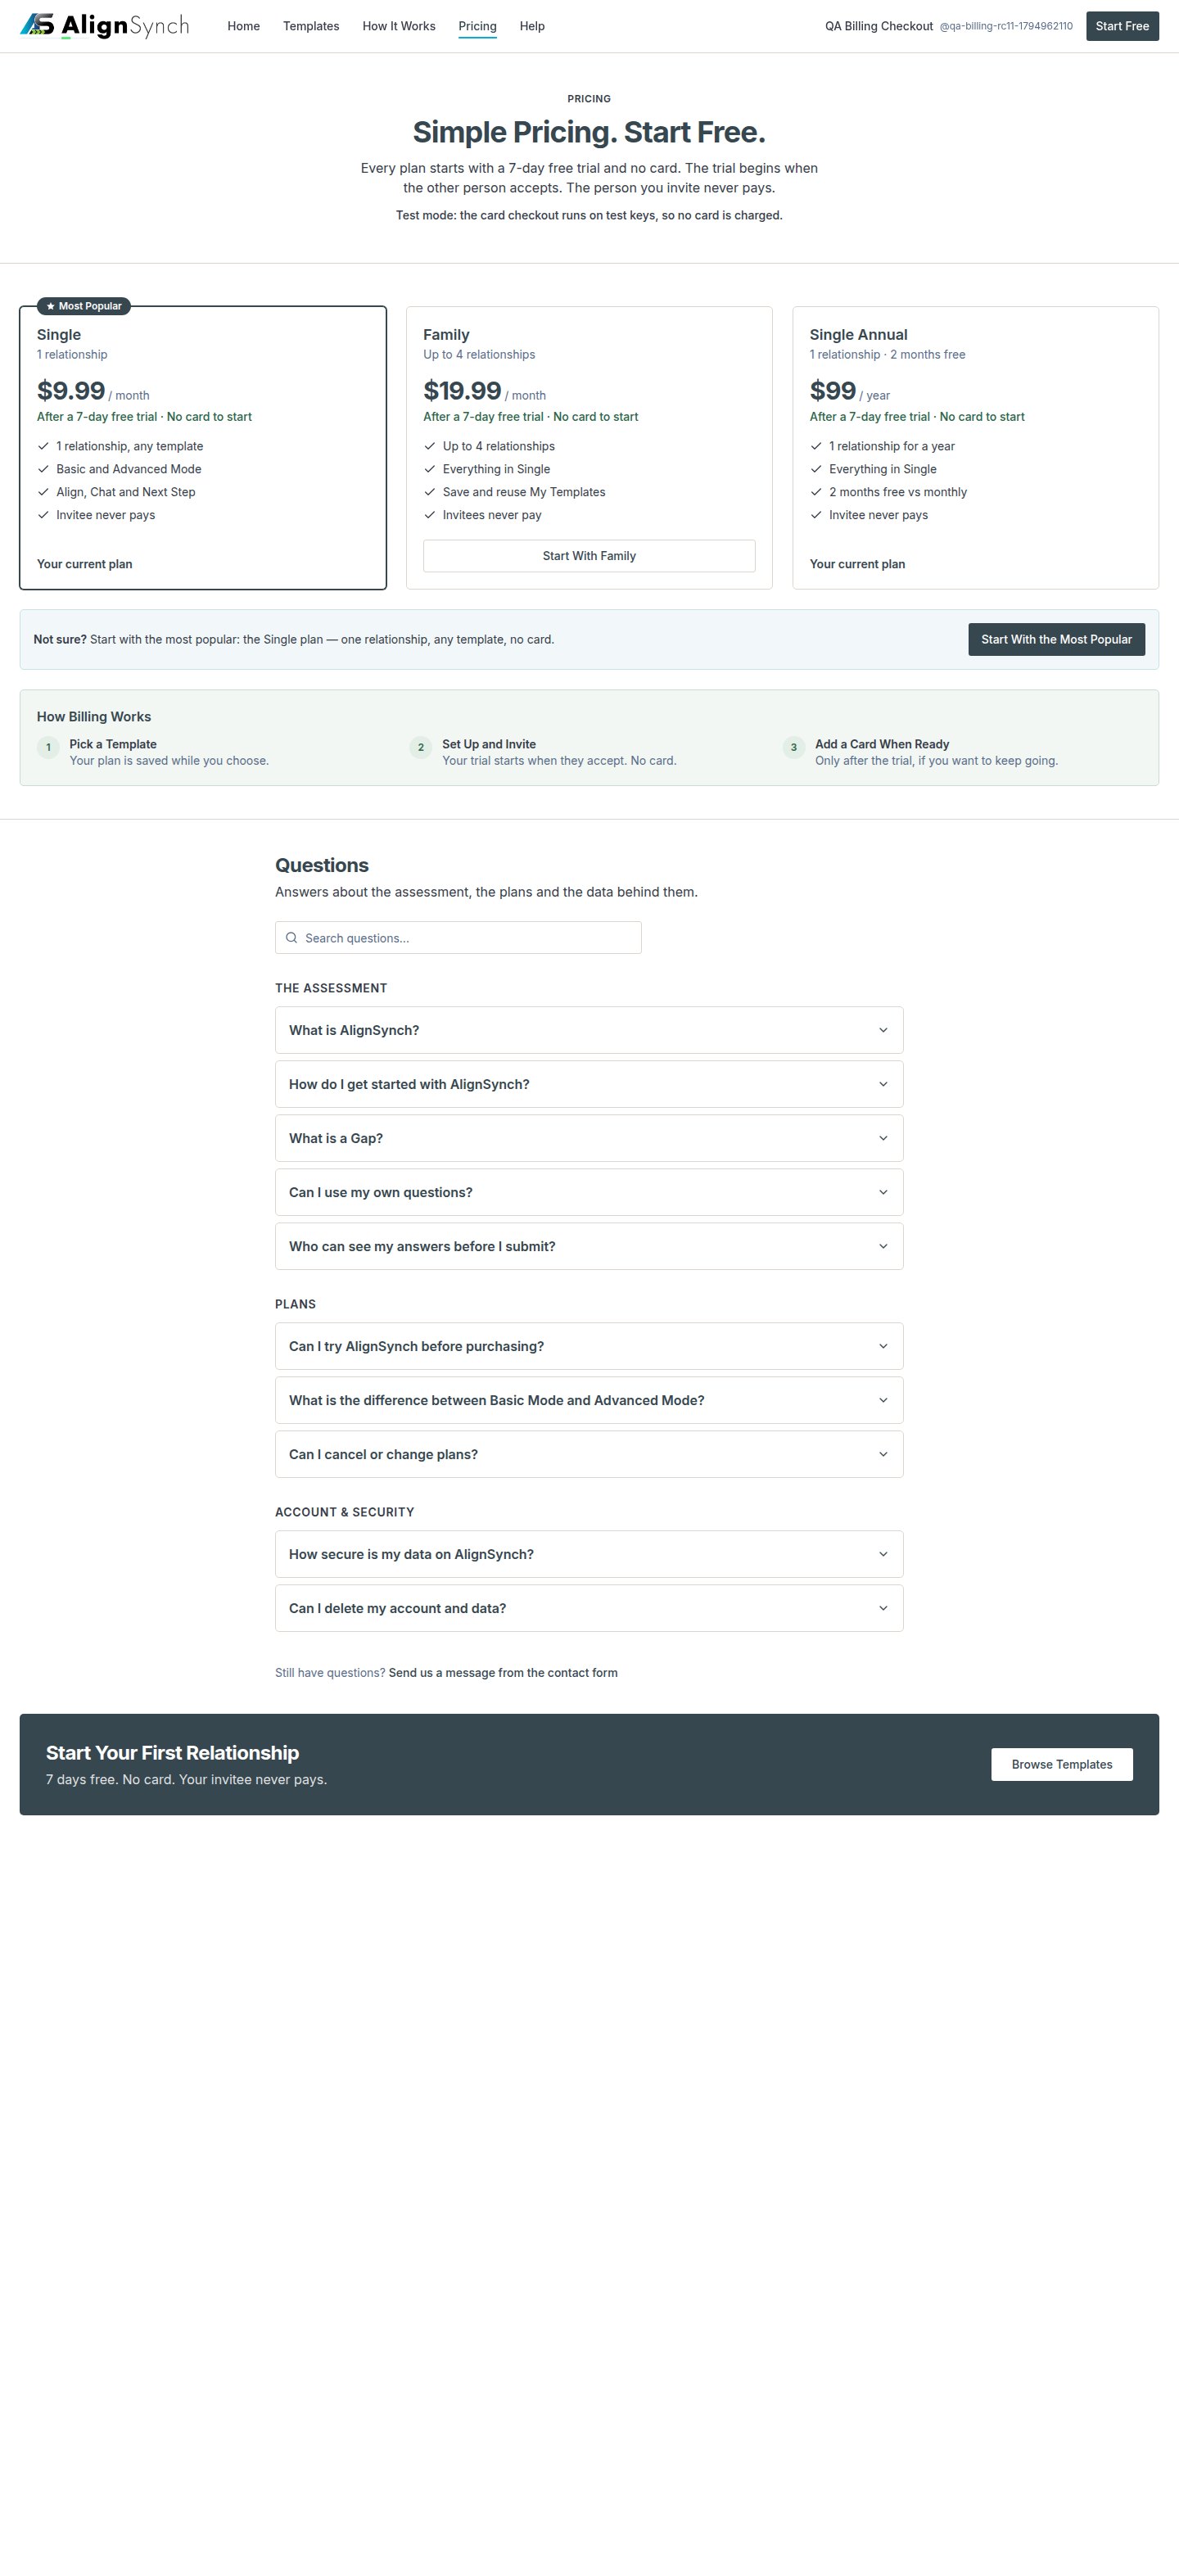 AlignSynch
Home
Templates
How It Works
Pricing
Help
QA Billing Checkout @qa-billing-rc11-1794962110
Start Free
PRICING
Simple Pricing. Start Free.
Every plan starts with a 7-day free trial and no card. The trial begins when
the other person accepts. The person you invite never pays.
Test mode: the card checkout runs on test keys, so no card is charged.
Most Popular
Single
1 relationship
$9.99 / month
After a 7-day free trial · No card to start
1 relationship, any template
Basic and Advanced Mode
Align, Chat and Next Step
Invitee never pays
Your current plan
Family
Up to 4 relationships
$19.99 / month
After a 7-day free trial · No card to start
Up to 4 relationships
Everything in Single
Save and reuse My Templates
Invitees never pay
Start With Family
Single Annual
1 relationship · 2 months free
$99 / year
After a 7-day free trial · No card to start
1 relationship for a year
Everything in Single
2 months free vs monthly
Invitee never pays
Your current plan
Not sure? Start with the most popular: the Single plan — one relationship, any template, no card.
Start With the Most Popular
How Billing Works
1
Pick a Template
Your plan is saved while you choose.
2
Set Up and Invite
Your trial starts when they accept. No card.
3
Add a Card When Ready
Only after the trial, if you want to keep going.
Questions
Answers about the assessment, the plans and the data behind them.
Search questions...
THE ASSESSMENT
What is AlignSynch?
How do I get started with AlignSynch?
What is a Gap?
Can I use my own questions?
Who can see my answers before I submit?
PLANS
Can I try AlignSynch before purchasing?
What is the difference between Basic Mode and Advanced Mode?
Can I cancel or change plans?
ACCOUNT & SECURITY
How secure is my data on AlignSynch?
Can I delete my account and data?
Still have questions? Send us a message from the contact form
Start Your First Relationship
7 days free. No card. Your invitee never pays.
Browse Templates